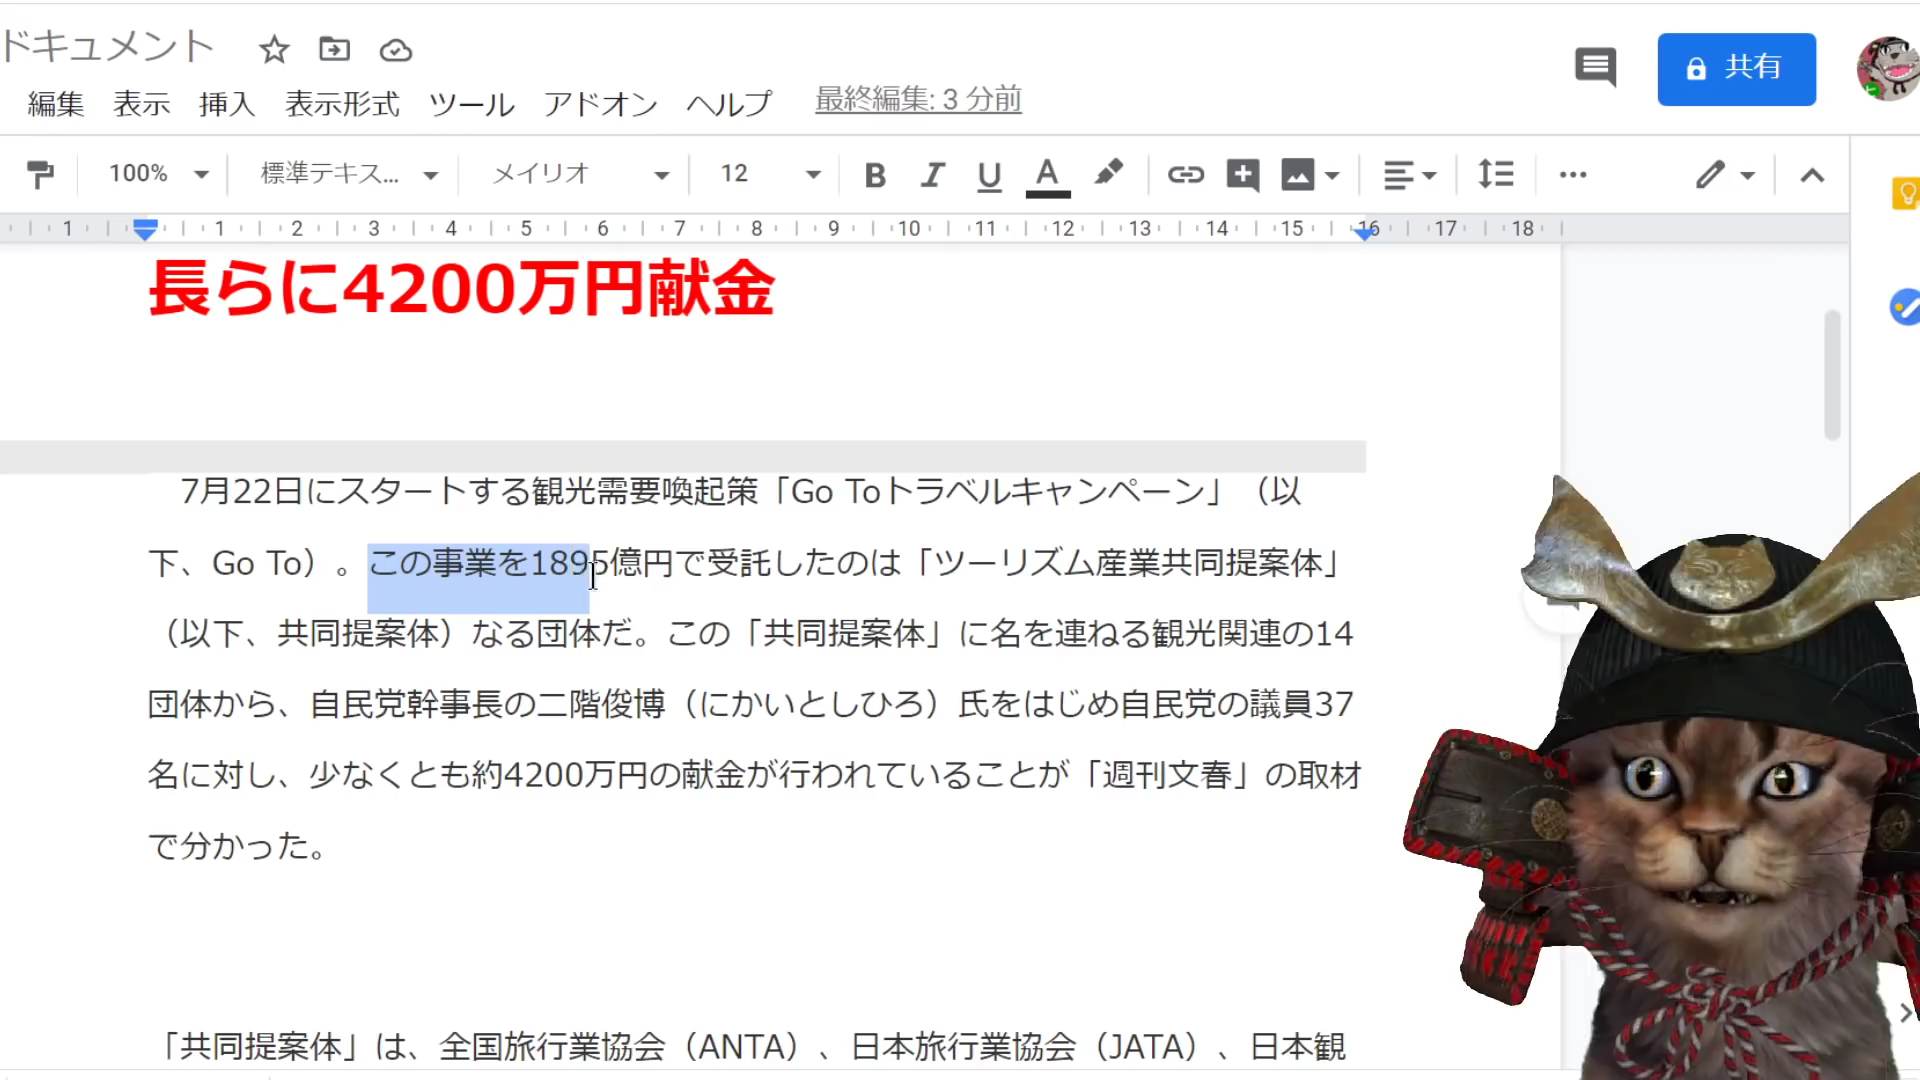 ドキュメント
共有
編集 表示 挿入 表示形式 ツール アドオン ヘルプ 最終編集: 3 分前
100% 標準テキス... メイリオ 12 B I U A
1 1 2 3 4 5 6 7 8 9 10 11 12 13 14 15 16 17 18
長らに4200万円献金
7月22日にスタートする観光需要喚起策「Go Toトラベルキャンペーン」（以
下、Go To）。この事業を1895億円で受託したのは「ツーリズム産業共同提案体」
（以下、共同提案体）なる団体だ。この「共同提案体」に名を連ねる観光関連の14
団体から、自民党幹事長の二階俊博（にかいとしひろ）氏をはじめ自民党の議員37
名に対し、少なくとも約4200万円の献金が行われていることが「週刊文春」の取材
で分かった。
「共同提案体」は、全国旅行業協会（ANTA）、日本旅行業協会（JATA）、日本観